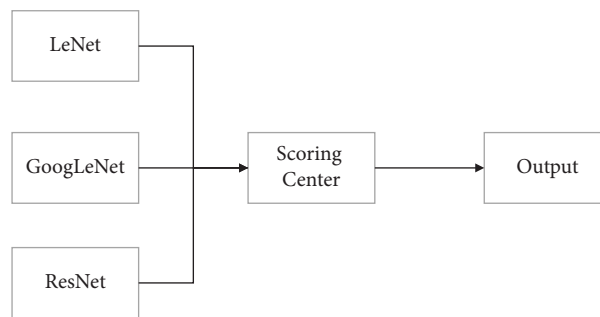 LeNet
GoogLeNet
ResNet
Scoring
Center
Output